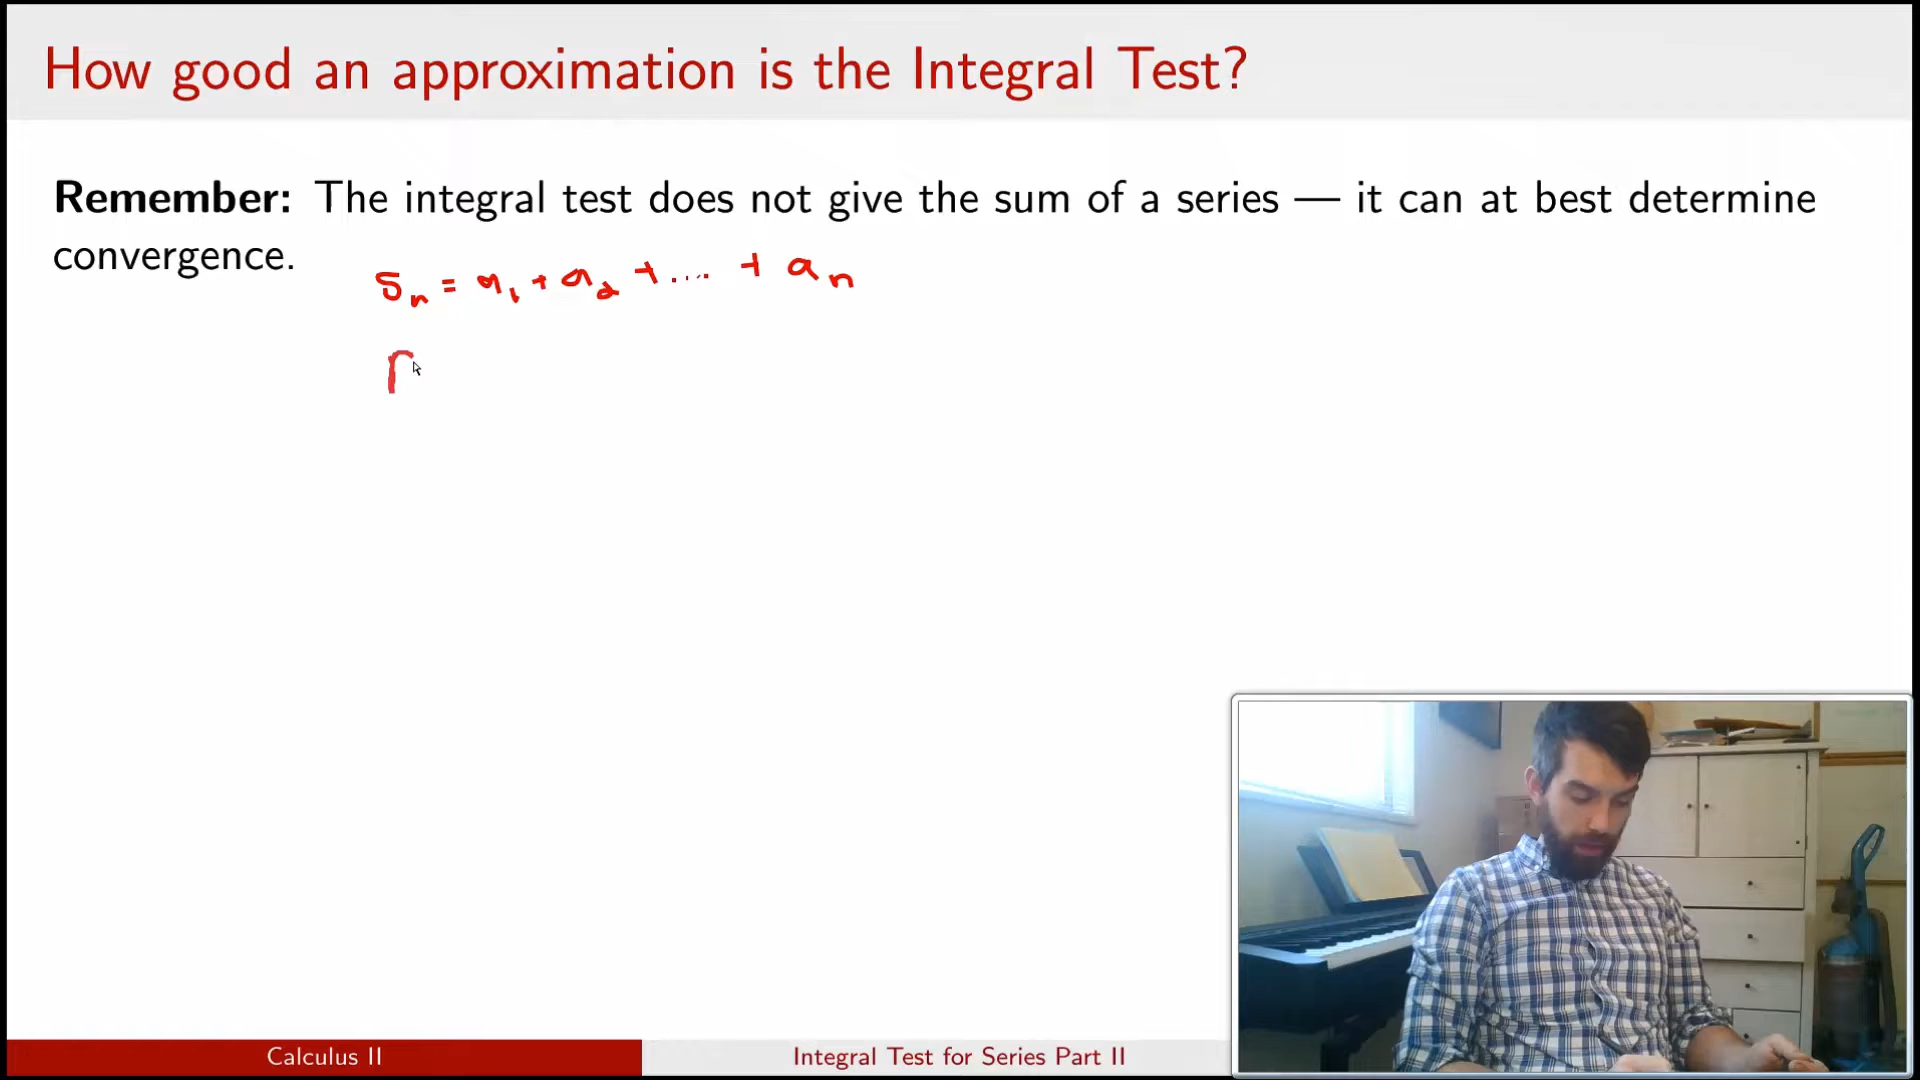 How good an approximation is the Integral Test?
Remember: The integral test does not give the sum of a series — it can at best determine
convergence.
Sn = a1 + a2 + .... + an
r
Calculus II
Integral Test for Series Part II